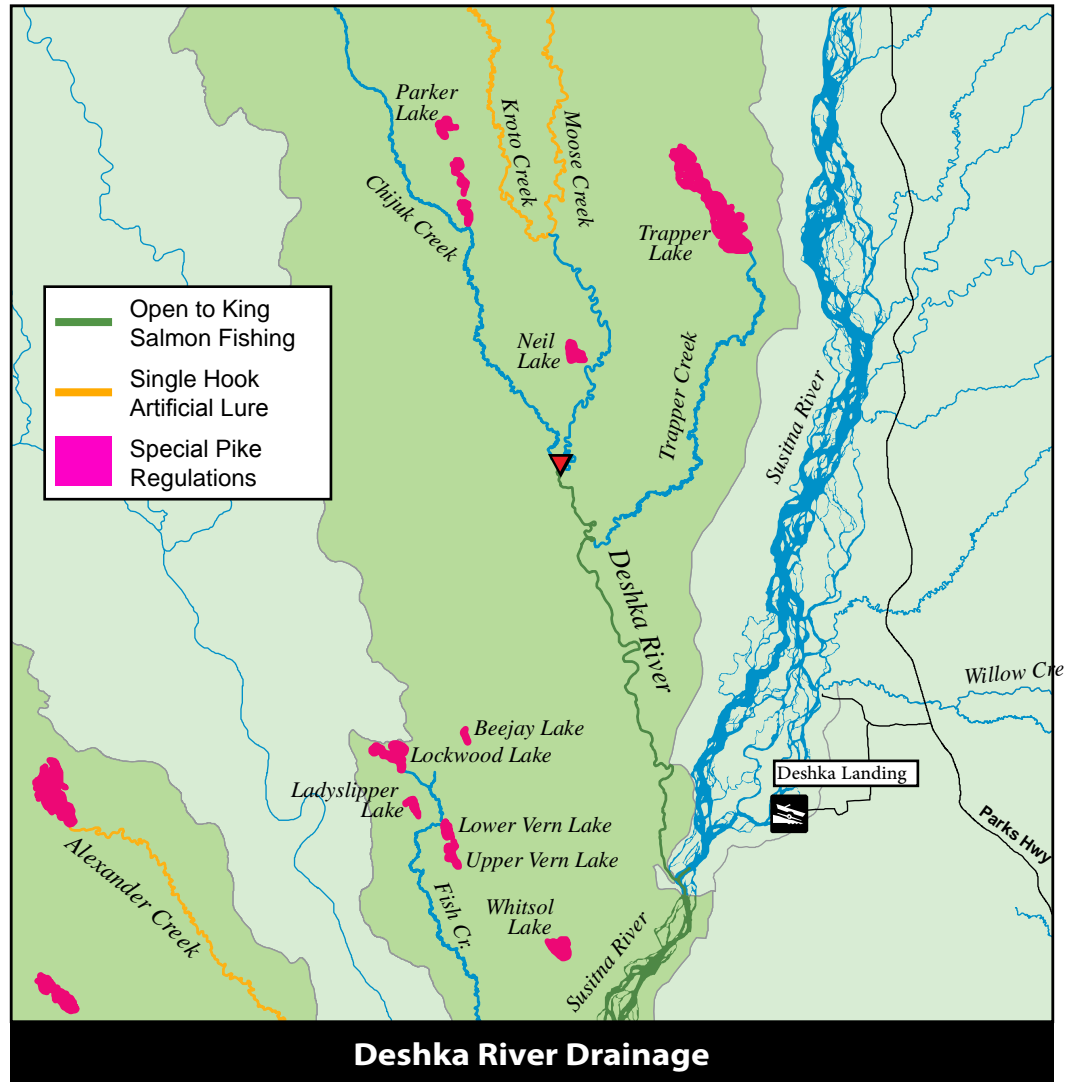 Parker
Lake
Kroto Creek
Moose Creek
Chijuk Creek
Trapper
Lake
Open to King
Salmon Fishing
Single Hook
Artificial Lure
Special Pike
Regulations
Neil
Lake
Trapper Creek
Susitna River
Deshka River
Willow Cre
Beejay Lake
Lockwood Lake
Ladyslipper
Lake
Deshka Landing
Lower Vern Lake
Upper Vern Lake
Parks Hwy
Alexander Creek
Fish Cr.
Whitsol
Lake
Susitna River
Deshka River Drainage